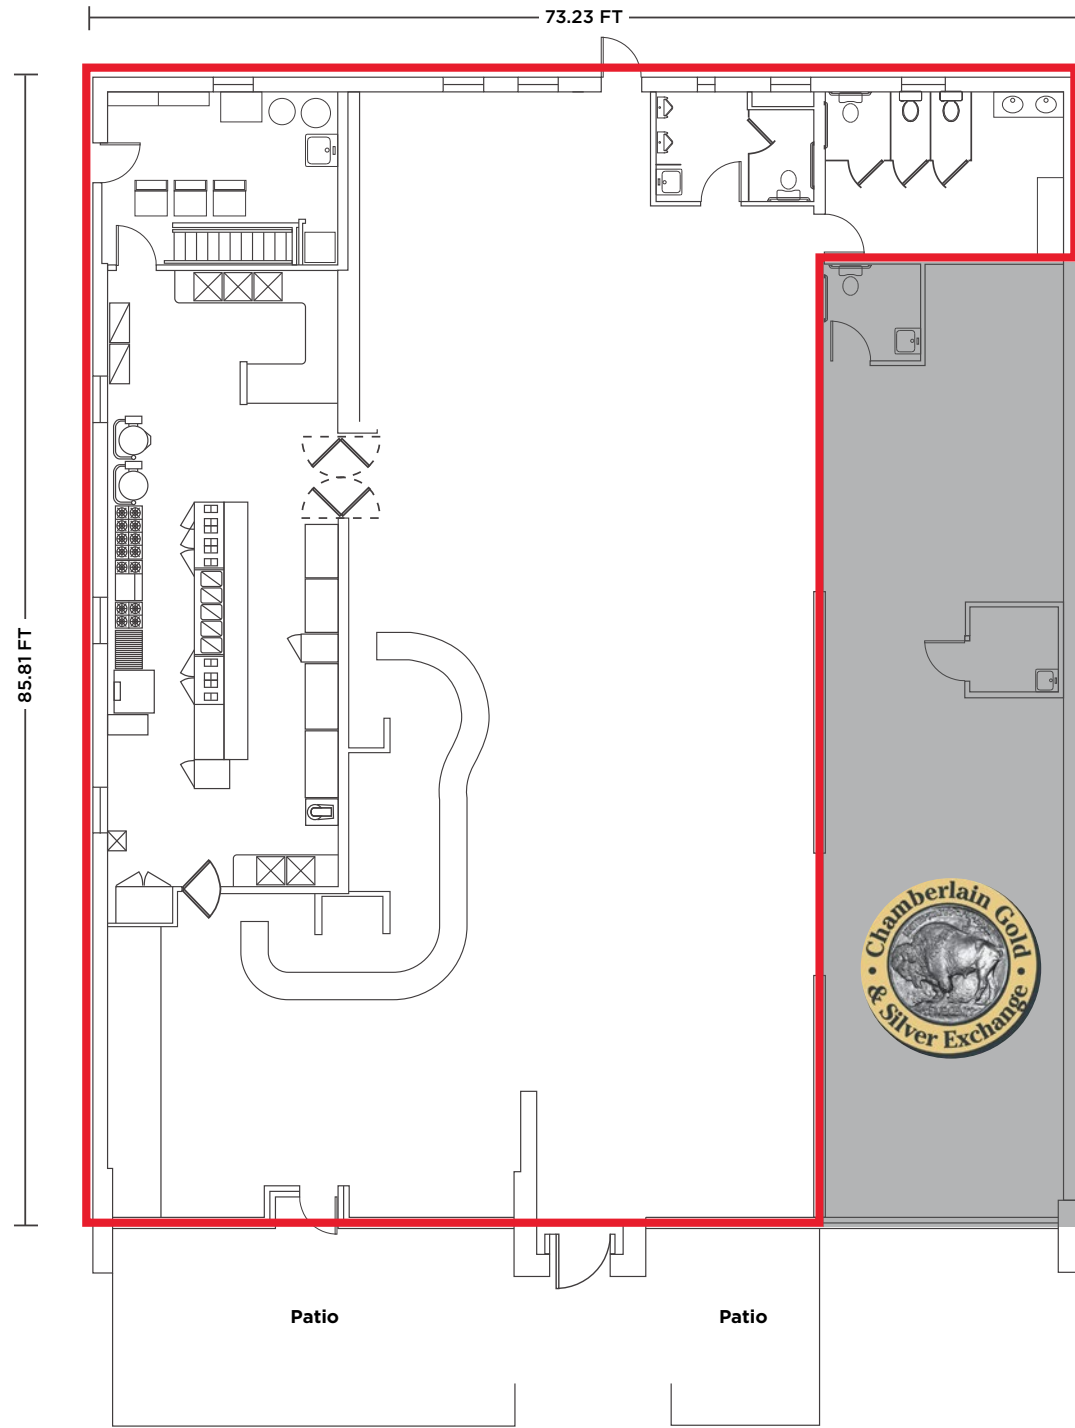 73.23 FT
85.81 FT
Chamberlain Gold
& Silver Exchange
Patio
Patio